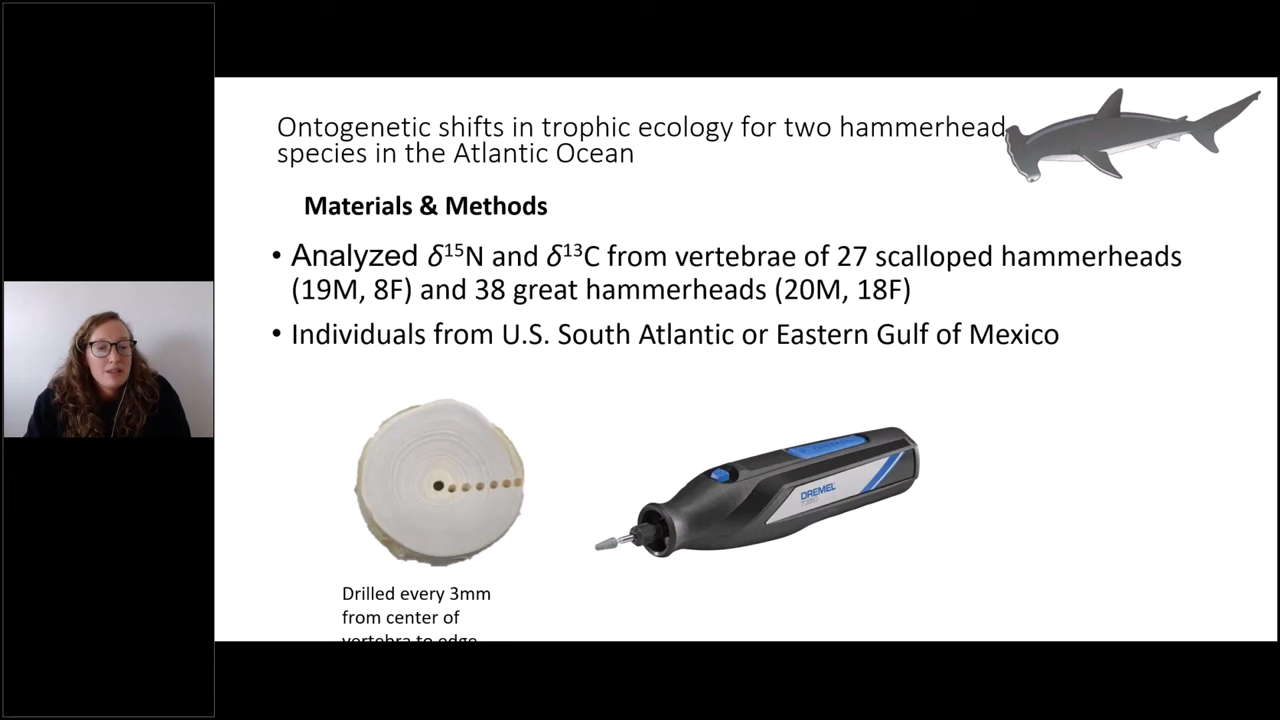 Ontogenetic shifts in trophic ecology for two hammerhead
species in the Atlantic Ocean
Materials & Methods
• Analyzed δ¹⁵N and δ¹³C from vertebrae of 27 scalloped hammerheads
(19M, 8F) and 38 great hammerheads (20M, 18F)
• Individuals from U.S. South Atlantic or Eastern Gulf of Mexico
DREMEL
Drilled every 3mm
from center of
vertebra to edge